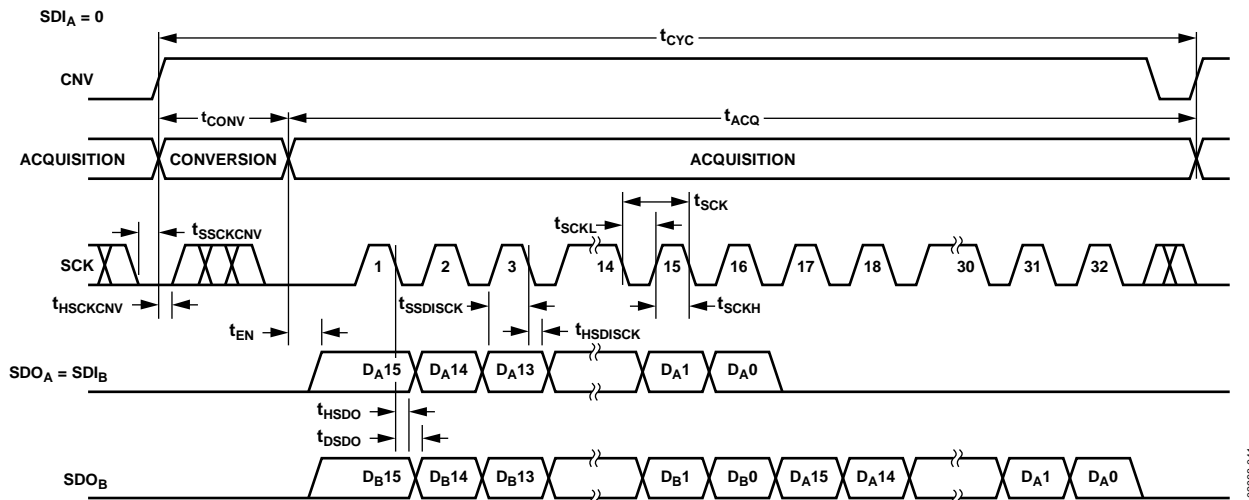 SDIA = 0
tCYC
CNV
tCONV
tACQ
ACQUISITION CONVERSION ACQUISITION
tSCK
tSSCKCNV
tSCKL
SCK 1 2 3 14 15 16 17 18 30 31 32
tHSCKCNV
tSSDISCK
tSCKH
tEN
tHSDISCK
SDOA = SDIB DA15 DA14 DA13 DA1 DA0
tHSDO
tDSDO
SDOB DB15 DB14 DB13 DB1 DB0 DA15 DA14 DA1 DA0